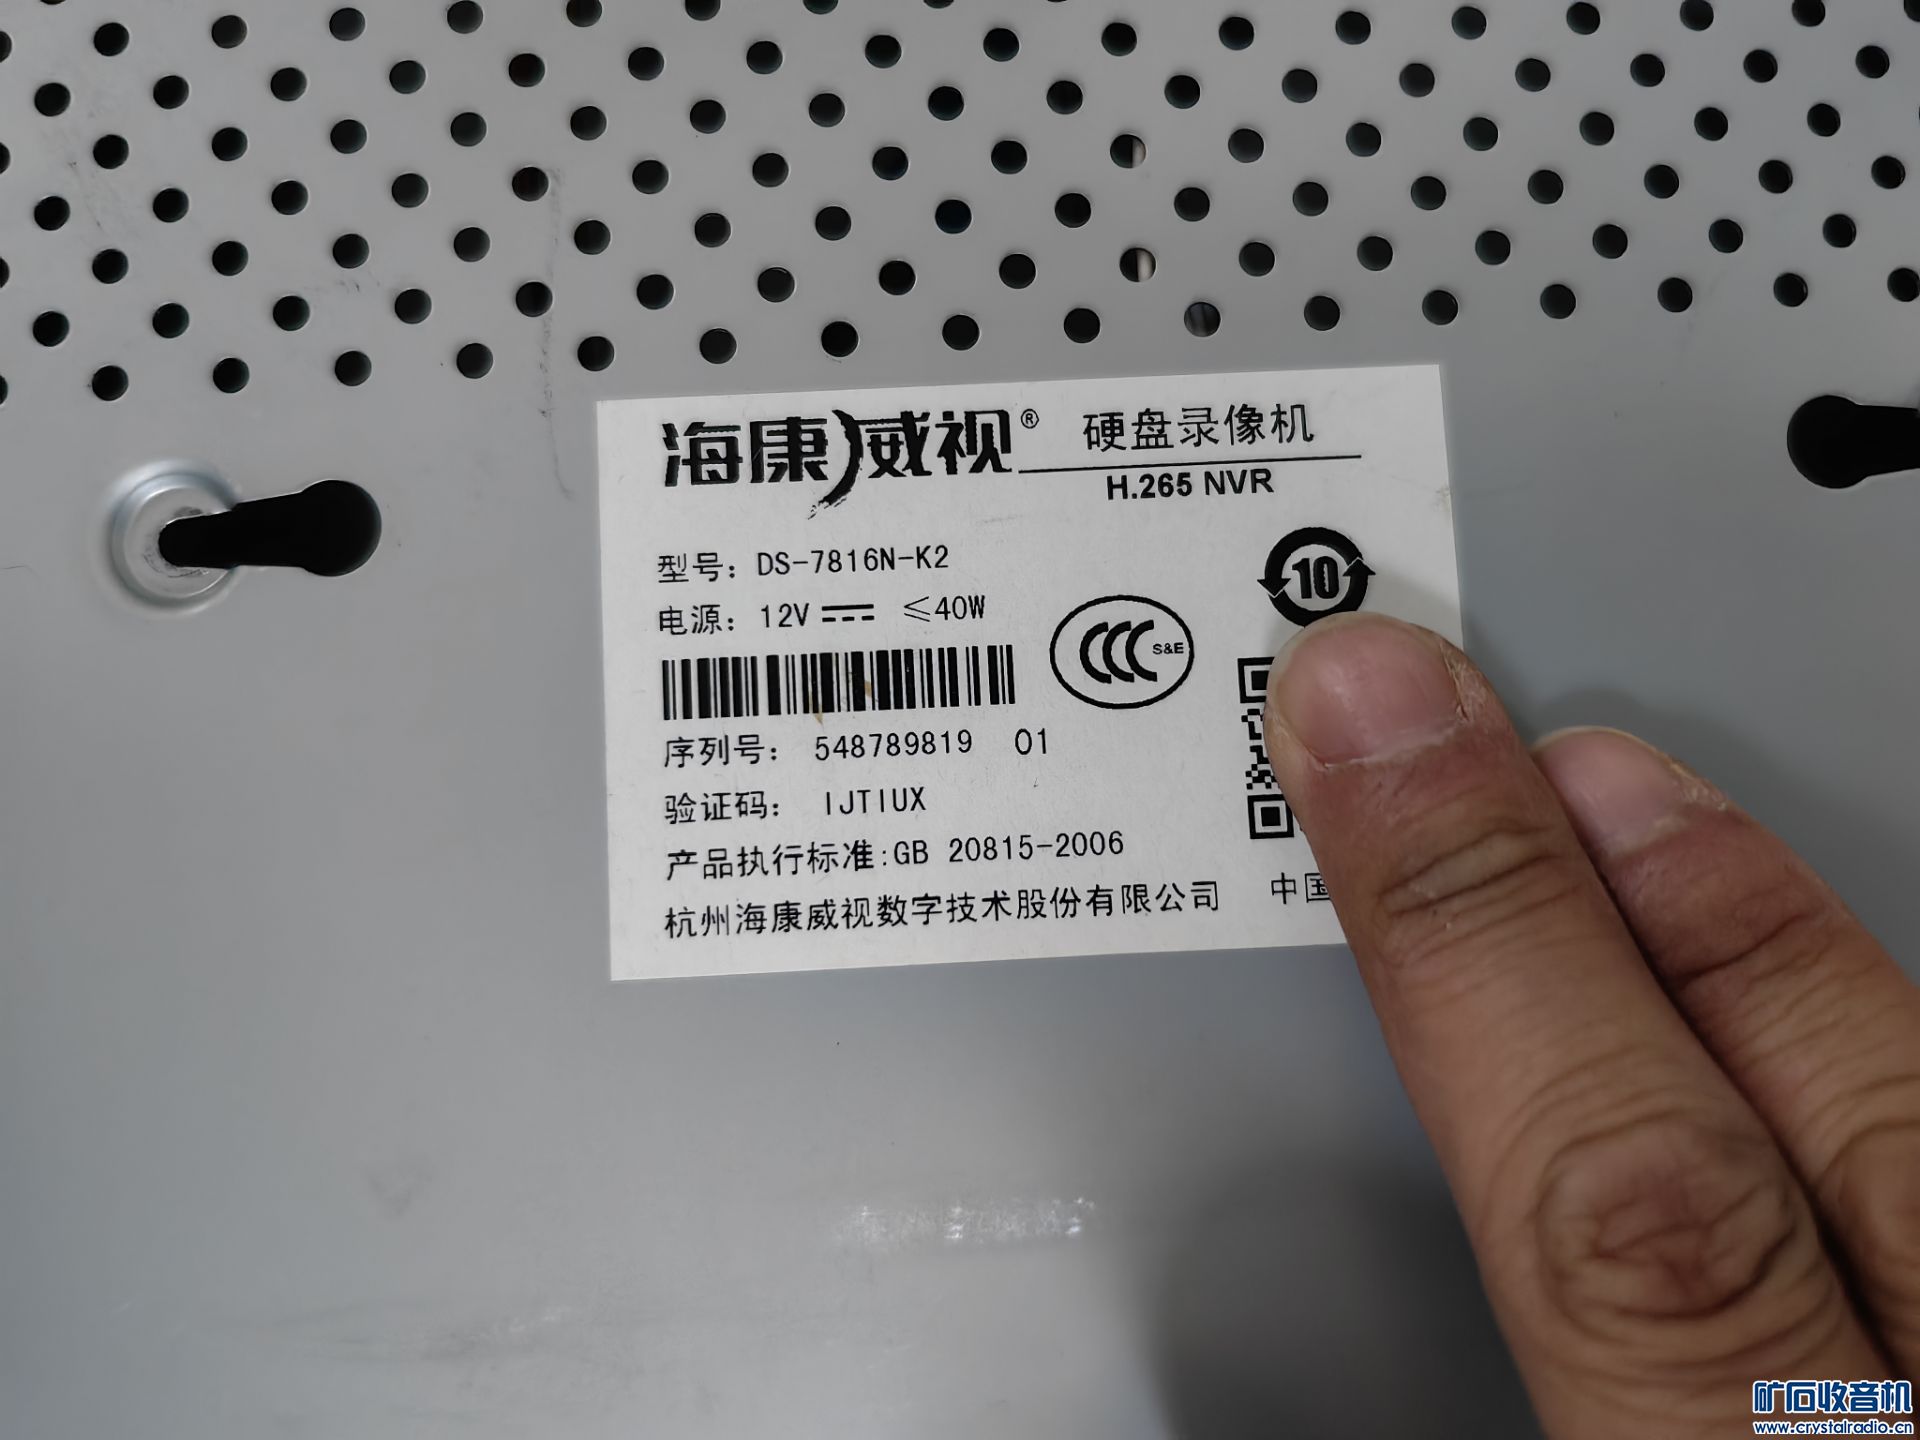 海康威视® 硬盘录像机
H.265 NVR
10
型号: DS-7816N-K2
电源: 12V ≤40W
CCC S&E
序列号: 548789819 01
验证码: IJTIUX
产品执行标准:GB 20815-2006
杭州海康威视数字技术股份有限公司 中国
矿石收音机
www.crystalradio.cn